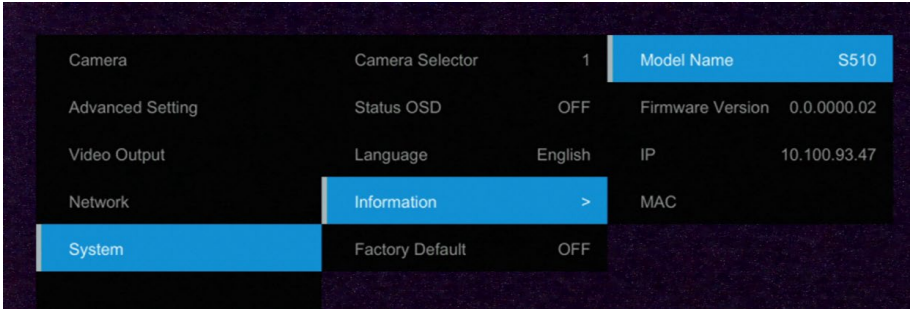 Camera
Advanced Setting
Video Output
Network
System
Camera Selector 1
Status OSD OFF
Language English
Information >
Factory Default OFF
Model Name S510
Firmware Version 0.0.0000.02
IP 10.100.93.47
MAC